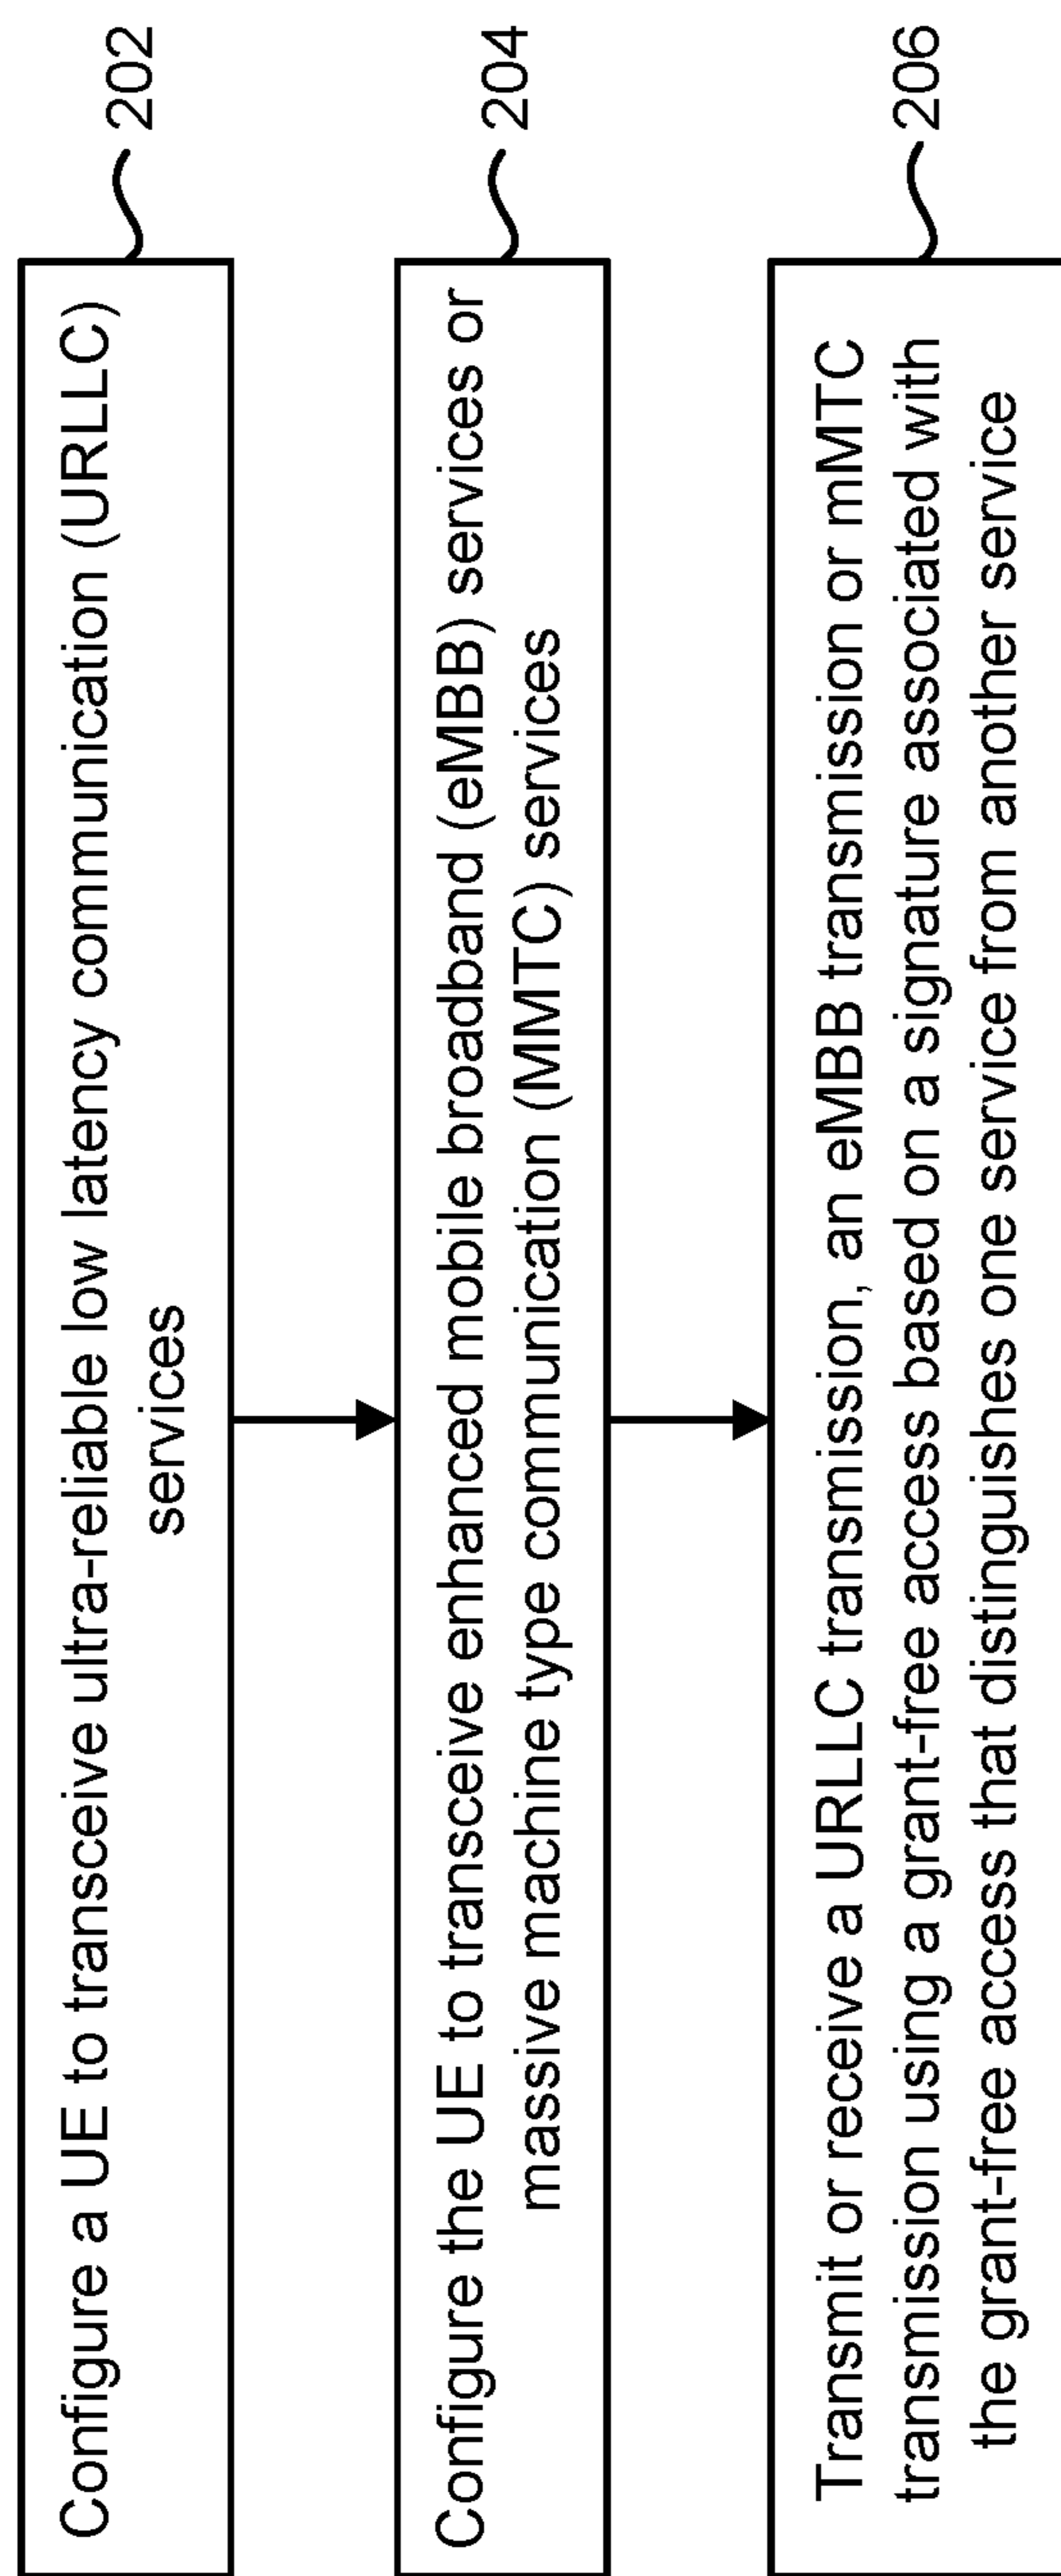 Configure a UE to transceive ultra-reliable low latency communication (URLLC)
services
202
Configure the UE to transceive enhanced mobile broadband (eMBB) services or
massive machine type communication (MMTC) services
204
Transmit or receive a URLLC transmission, an eMBB transmission or mMTC
transmission using a grant-free access based on a signature associated with
the grant-free access that distinguishes one service from another service
206